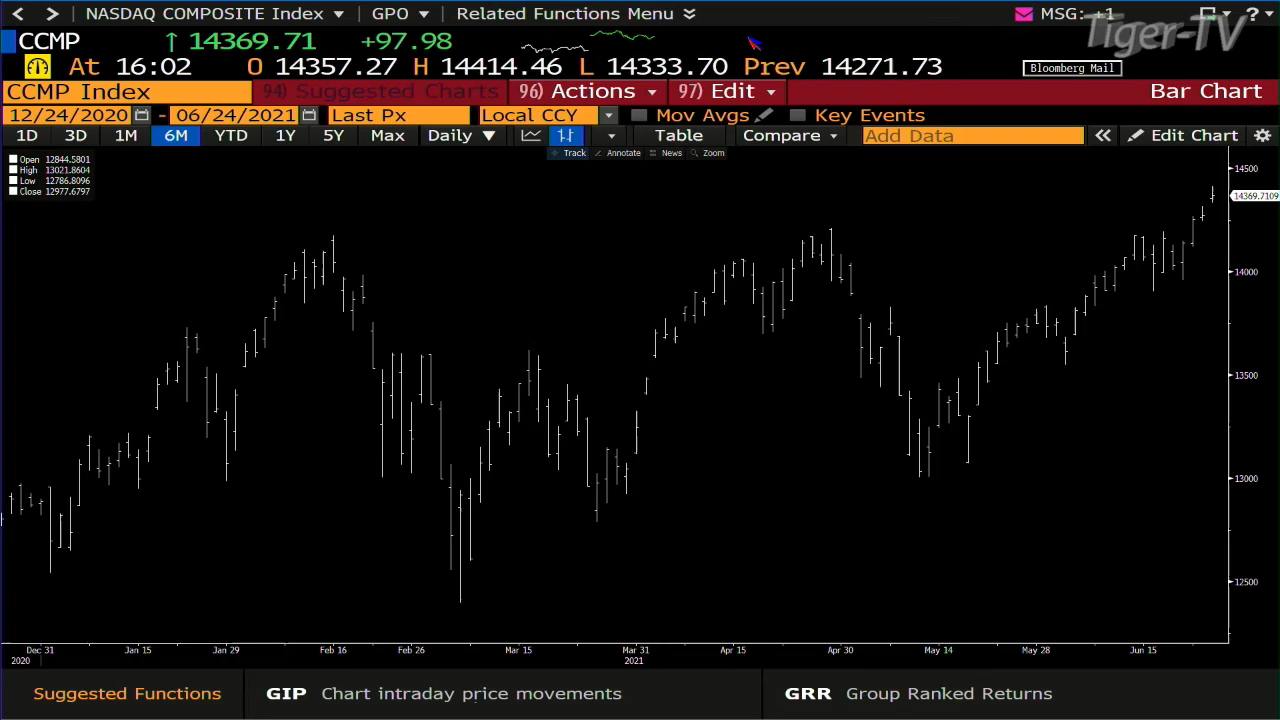 NASDAQ COMPOSITE Index GPO Related Functions Menu MSG: +1 ?
Tiger-TV
CCMP ↑ 14369.71 +97.98
At 16:02 O 14357.27 H 14414.46 L 14333.70 Prev 14271.73 Bloomberg Mail
CCMP Index 94) Suggested Charts 96) Actions 97) Edit Bar Chart
12/24/2020 - 06/24/2021 Last Px Local CCY Mov Avgs Key Events
1D 3D 1M 6M YTD 1Y 5Y Max Daily ▼ Table Compare Add Data Edit Chart
Track Annotate News Zoom
Open 12844.5801
High 13021.8604
Low 12786.8096
Close 12977.6797
14500
14369.7109
14000
13500
13000
12500
Dec 31 Jan 15 Jan 29 Feb 16 Feb 26 Mar 15 Mar 31 Apr 15 Apr 30 May 14 May 28 Jun 15
2020 2021
Suggested Functions GIP Chart intraday price movements GRR Group Ranked Returns